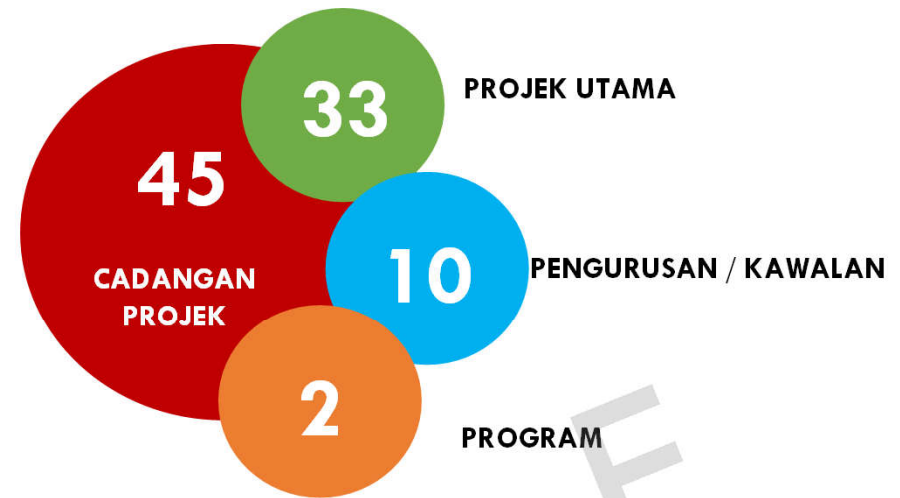 33
PROJEK UTAMA
45
CADANGAN
PROJEK
10
PENGURUSAN / KAWALAN
2
PROGRAM
F